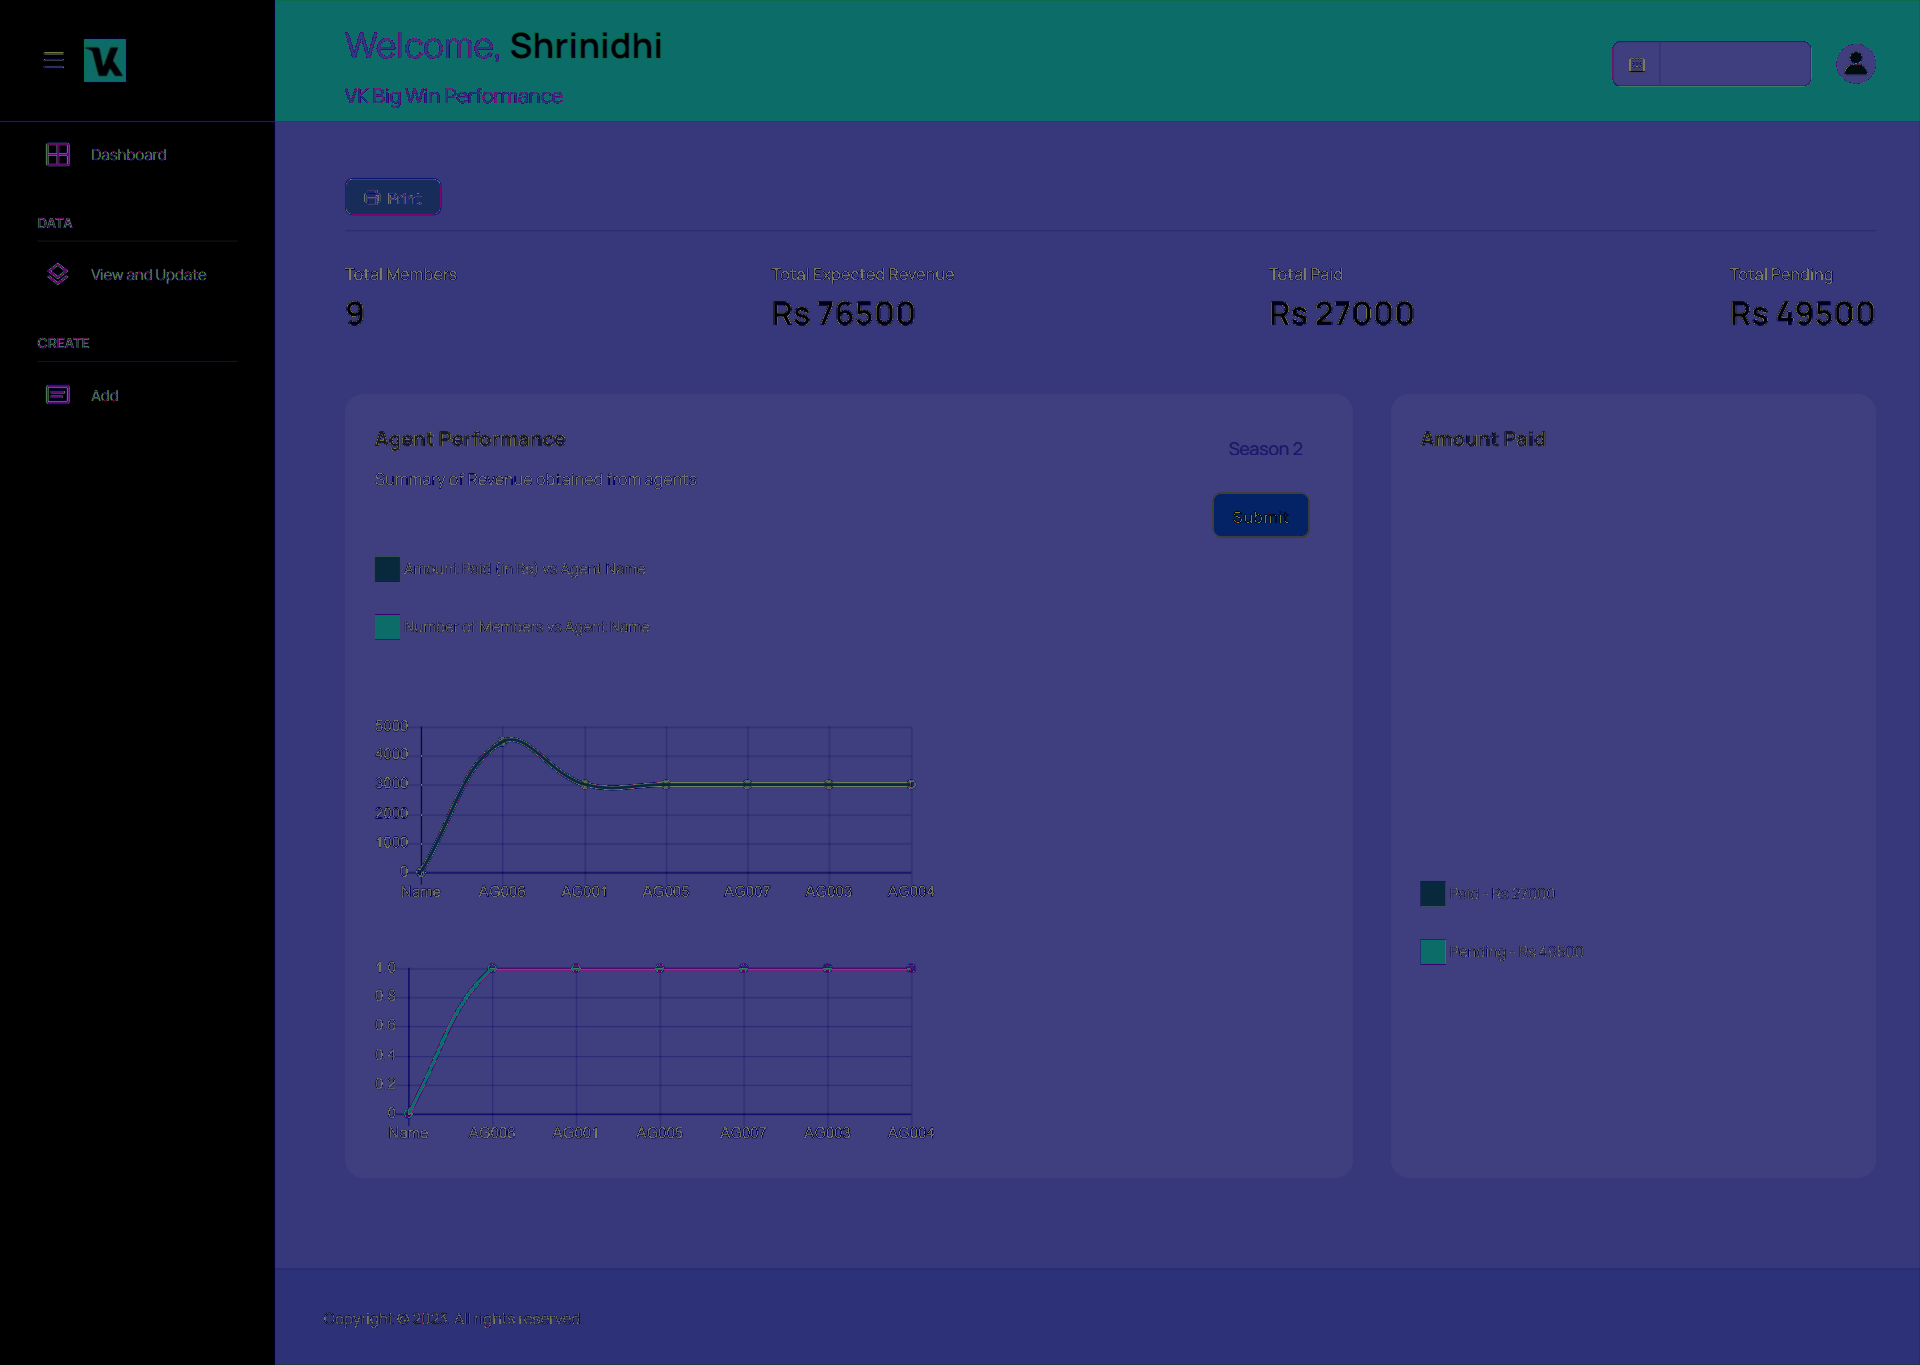 VK
Welcome, Shrinidhi
VK Big Win Performance
Dashboard
DATA
View and Update
CREATE
Add
Print
Total Members
9
Total Expected Revenue
Rs 76500
Total Paid
Rs 27000
Total Pending
Rs 49500
Agent Performance
Summary of Revenue obtained from agents
Season 2
Submit
Amount Paid (in Rs) vs Agent Name
Number of Members vs Agent Name
5000
4000
3000
2000
1000
0
Name AG006 AG001 AG005 AG007 AG003 AG004
1.0
0.8
0.6
0.4
0.2
0
Name AG006 AG001 AG005 AG007 AG003 AG004
Amount Paid
Paid - Rs 27000
Pending - Rs 49500
Copyright © 2023. All rights reserved.